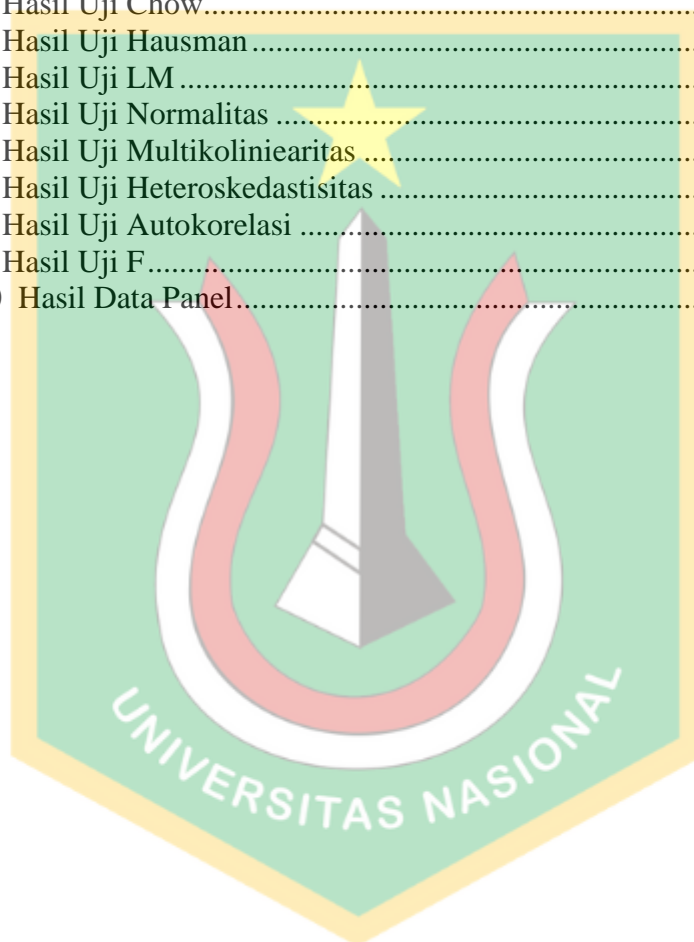 Hasil Uji Chow....................................................................
Hasil Uji Hausman..............................................................
Hasil Uji LM........................................................................
Hasil Uji Normalitas ...........................................................
Hasil Uji Multikoliniearitas .................................................
Hasil Uji Heteroskedastisitas ..............................................
Hasil Uji Autokorelasi ........................................................
Hasil Uji F............................................................................
Hasil Data Panel..................................................................
UNIVERSITAS NASIONAL